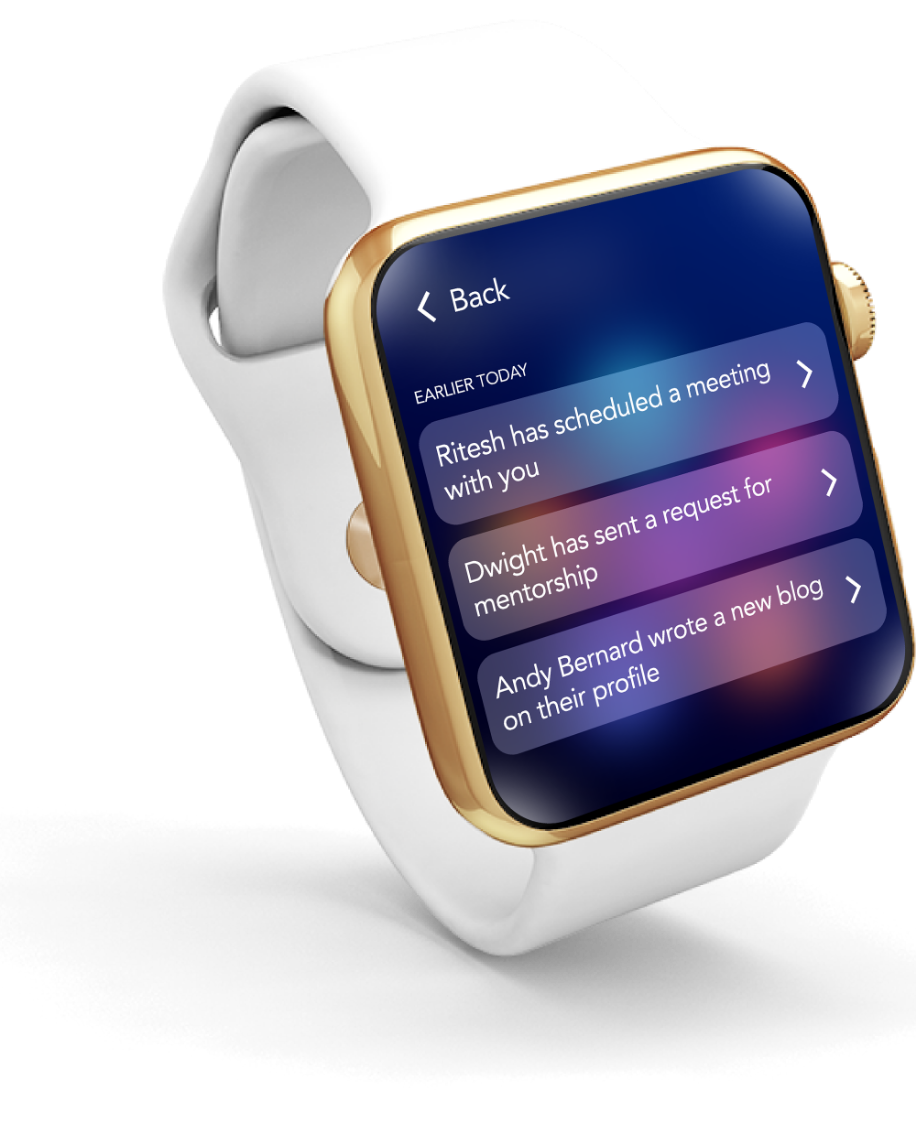 Back
EARLIER TODAY
Ritesh has scheduled a meeting
with you
Dwight has sent a request for
mentorship
Andy Bernard wrote a new blog
on their profile